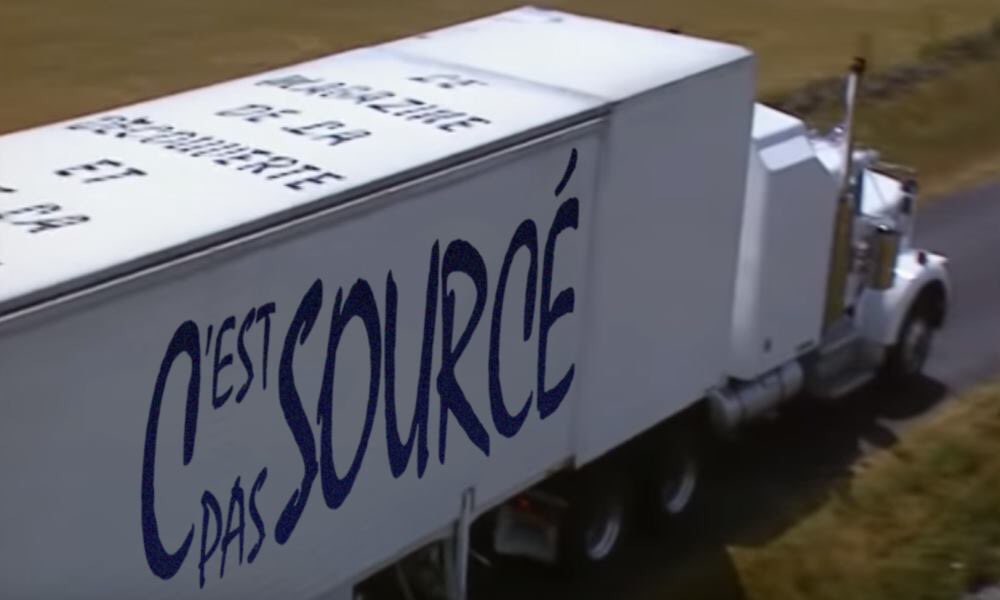 LE
MAGAZINE
DE LA
DÉCOUVERTE
ET
LA
C'EST
PAS
SOURCÉ